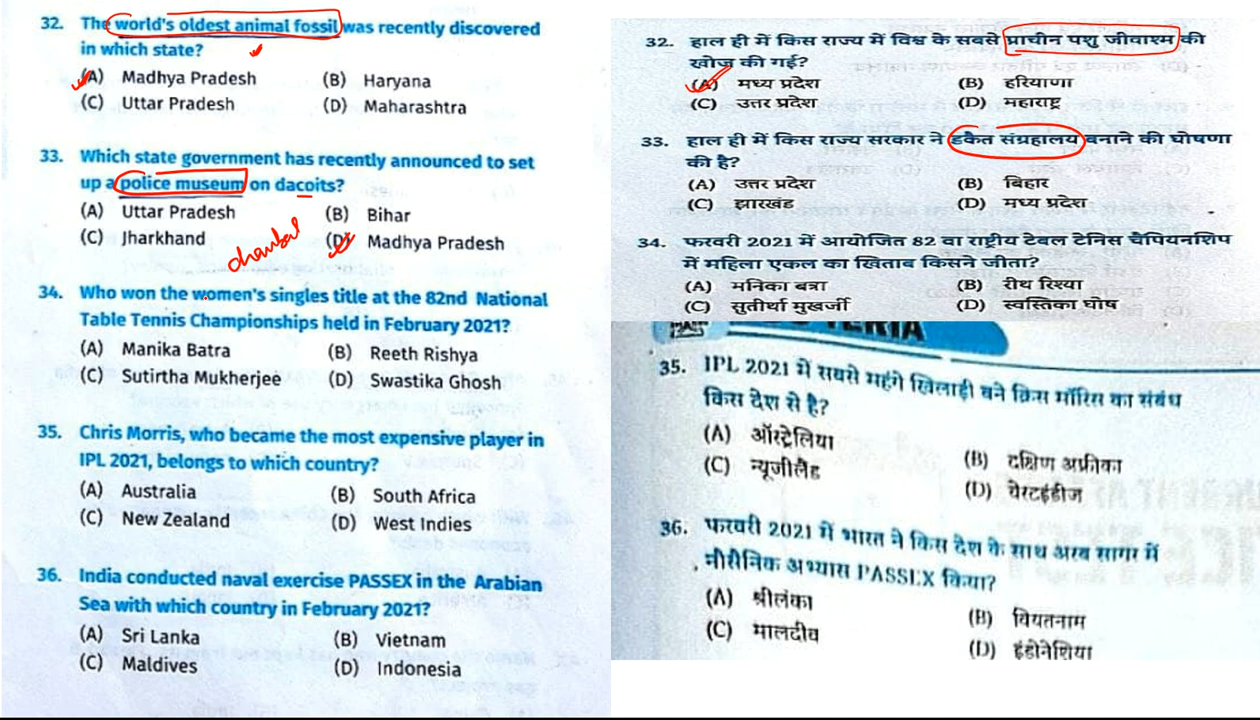 32. The world's oldest animal fossil was recently discovered
in which state?
(A) Madhya Pradesh (B) Haryana
(C) Uttar Pradesh (D) Maharashtra
33. Which state government has recently announced to set
up a police museum on dacoits?
(A) Uttar Pradesh (B) Bihar
(C) Jharkhand (D) Madhya Pradesh
chambal
34. Who won the women's singles title at the 82nd National
Table Tennis Championships held in February 2021?
(A) Manika Batra (B) Reeth Rishya
(C) Sutirtha Mukherjee (D) Swastika Ghosh
35. Chris Morris, who became the most expensive player in
IPL 2021, belongs to which country?
(A) Australia (B) South Africa
(C) New Zealand (D) West Indies
36. India conducted naval exercise PASSEX in the Arabian
Sea with which country in February 2021?
(A) Sri Lanka (B) Vietnam
(C) Maldives (D) Indonesia
32. हाल ही में किस राज्य में विश्व के सबसे प्राचीन पशु जीवाश्म की
खोज की गई?
(A) मध्य प्रदेश (B) हरियाणा
(C) उत्तर प्रदेश (D) महाराष्ट्र
33. हाल ही में किस राज्य सरकार ने डकैत संग्रहालय बनाने की घोषणा
की है?
(A) उत्तर प्रदेश (B) बिहार
(C) झारखंड (D) मध्य प्रदेश
34. फरवरी 2021 में आयोजित 82 वा राष्ट्रीय टेबल टेनिस चैपियनशिप
में महिला एकल का खिताब किसने जीता?
(A) मनिका बत्रा (B) रीथ रिश्या
(C) सुतीर्था मुखर्जी (D) स्वस्तिका घोष
35. IPL 2021 में सबसे महंगे खिलाड़ी बने क्रिस मॉरिस का संबंध
किस देश से है?
(A) ऑस्ट्रेलिया
(B) दक्षिण अफ्रीका
(C) न्यूजीलैंड
(D) वेस्टइंडीज
36. फरवरी 2021 में भारत ने किस देश के साथ अरब सागर में
नौसैनिक अभ्यास PASSEX किया?
(A) श्रीलंका
(B) वियतनाम
(C) मालदीव
(D) इंडोनेशिया